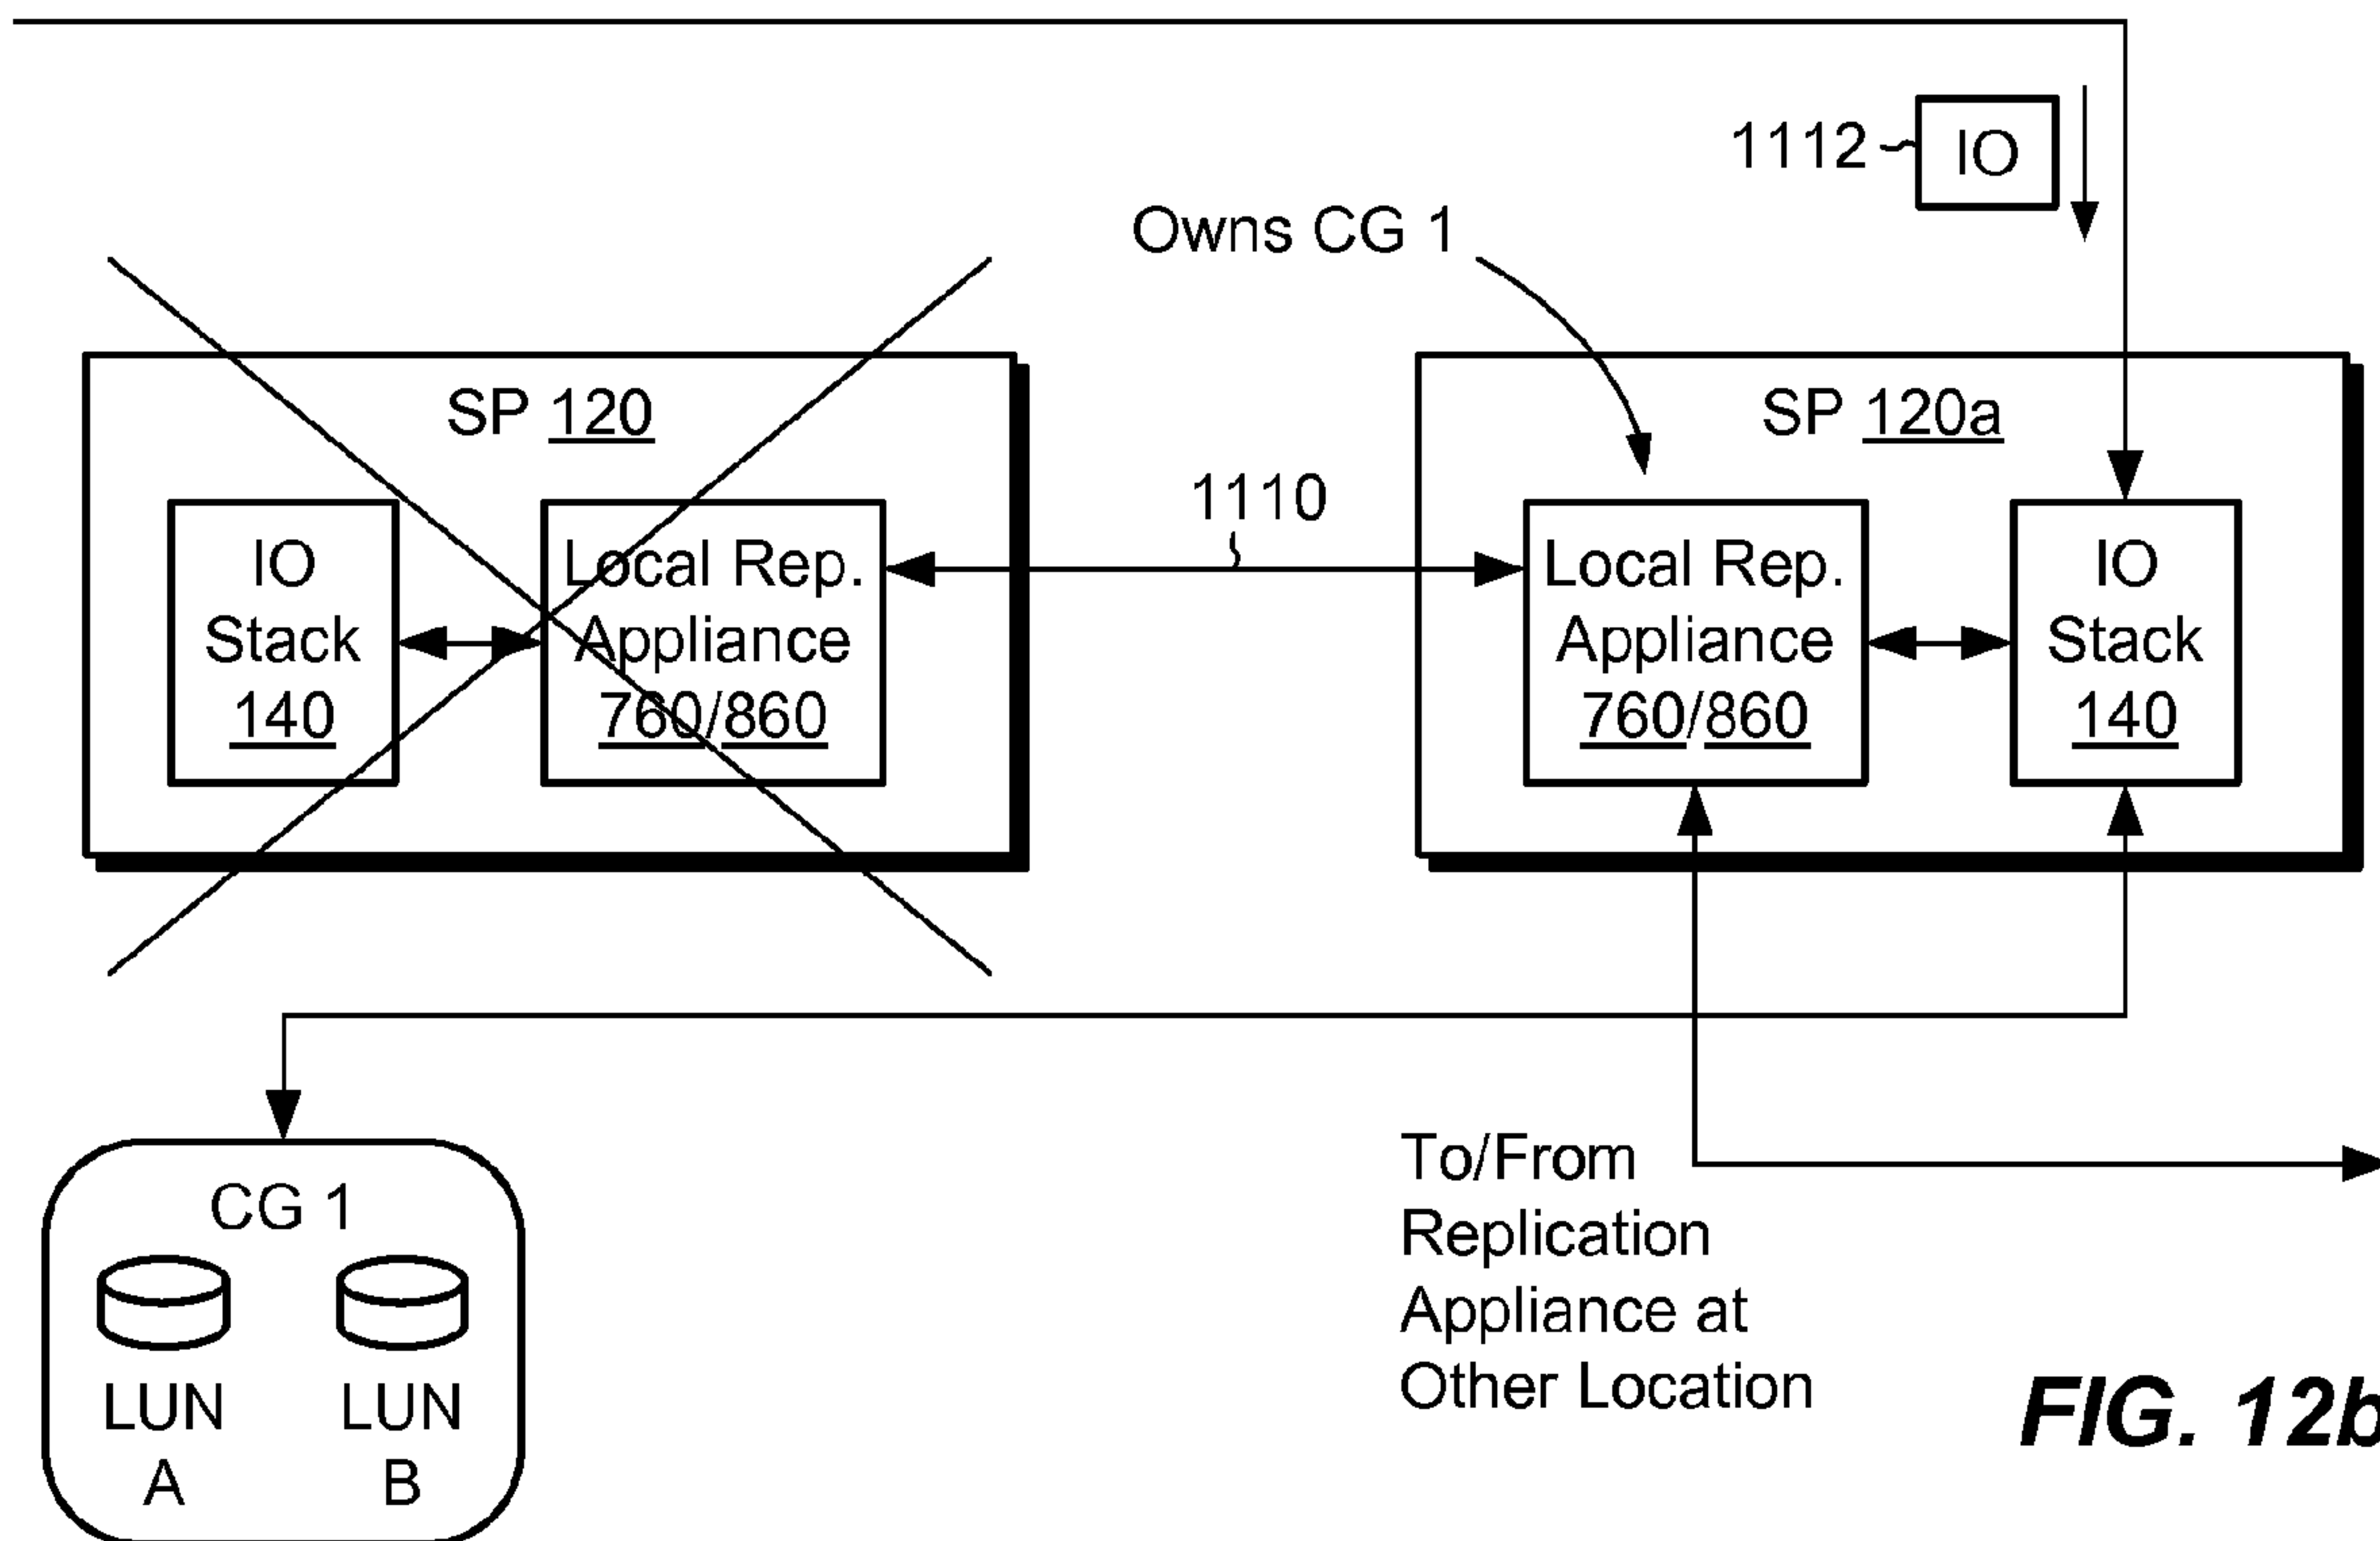 1112
IO
Owns CG 1
SP 120
SP 120a
1110
IO
Stack
140
Local Rep.
Appliance
760/860
Local Rep.
Appliance
760/860
IO
Stack
140
CG 1
LUN
A
LUN
B
To/From
Replication
Appliance at
Other Location
FIG. 12b